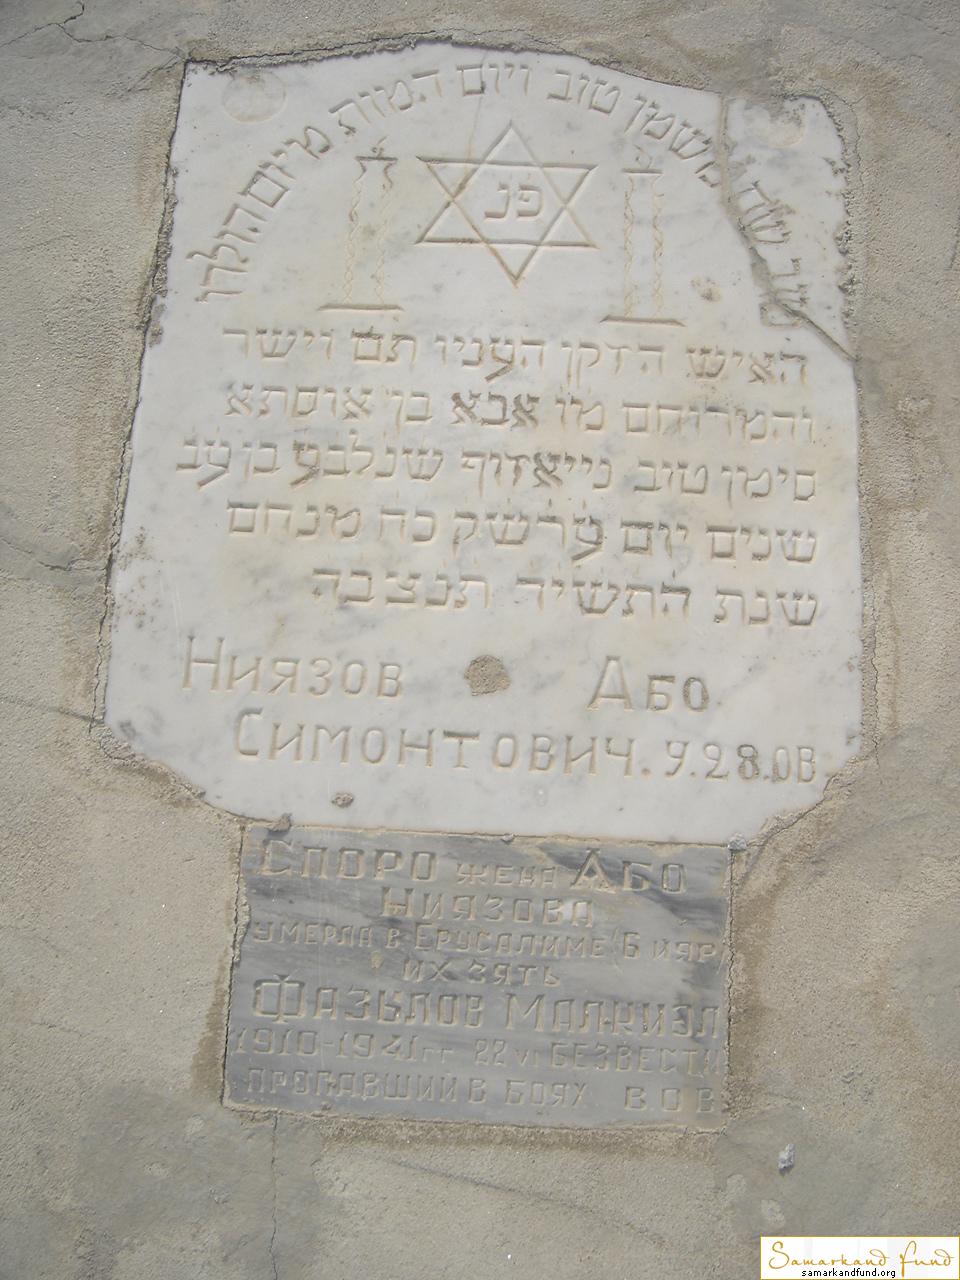 טוב שם משמן טוב ויום המות מיום הולדו
פנ
האיש הזקן העניו תם וישר
והמרוחם מו אבא בן אוסתא
סימן טוב נייאזוף שנלבע בן עב
שנים יום עדשק כח מנחם
שנת התשיד תנצבה
Ниязов Або
Симонтович. 9.28.08
Споро жена Або
Ниязова
умерла в Ерусалиме (6 ияр)
их зять
Фазылов Малкиэл
1910-1941гг 22 VI безвести
пропавший в боях В.О.В
samarkand fund
samarkandfund.org